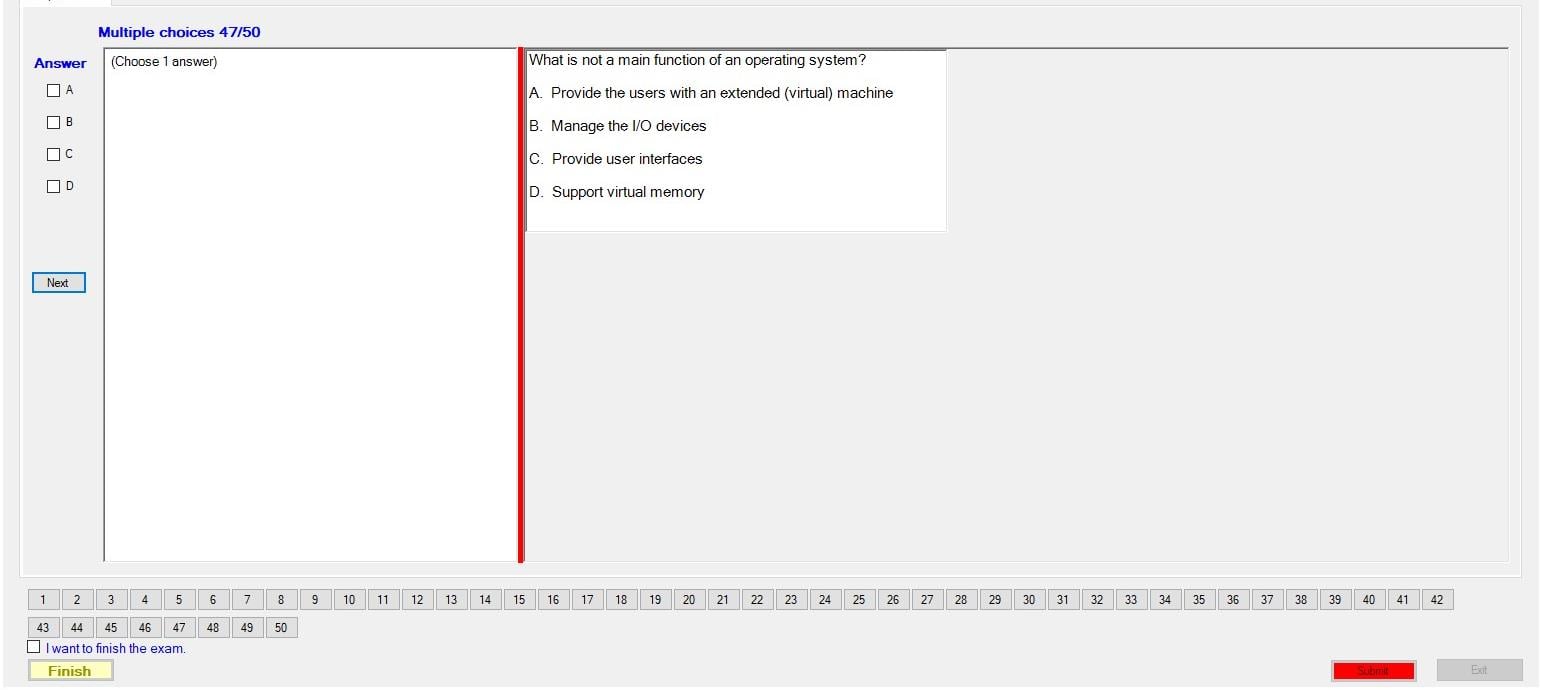 Multiple choices 47/50
Answer
(Choose 1 answer)
A
B
C
D
Next
What is not a main function of an operating system?
A. Provide the users with an extended (virtual) machine
B. Manage the I/O devices
C. Provide user interfaces
D. Support virtual memory
1 2 3 4 5 6 7 8 9 10 11 12 13 14 15 16 17 18 19 20 21 22 23 24 25 26 27 28 29 30 31 32 33 34 35 36 37 38 39 40 41 42
43 44 45 46 47 48 49 50
I want to finish the exam.
Finish
Submit
Exit